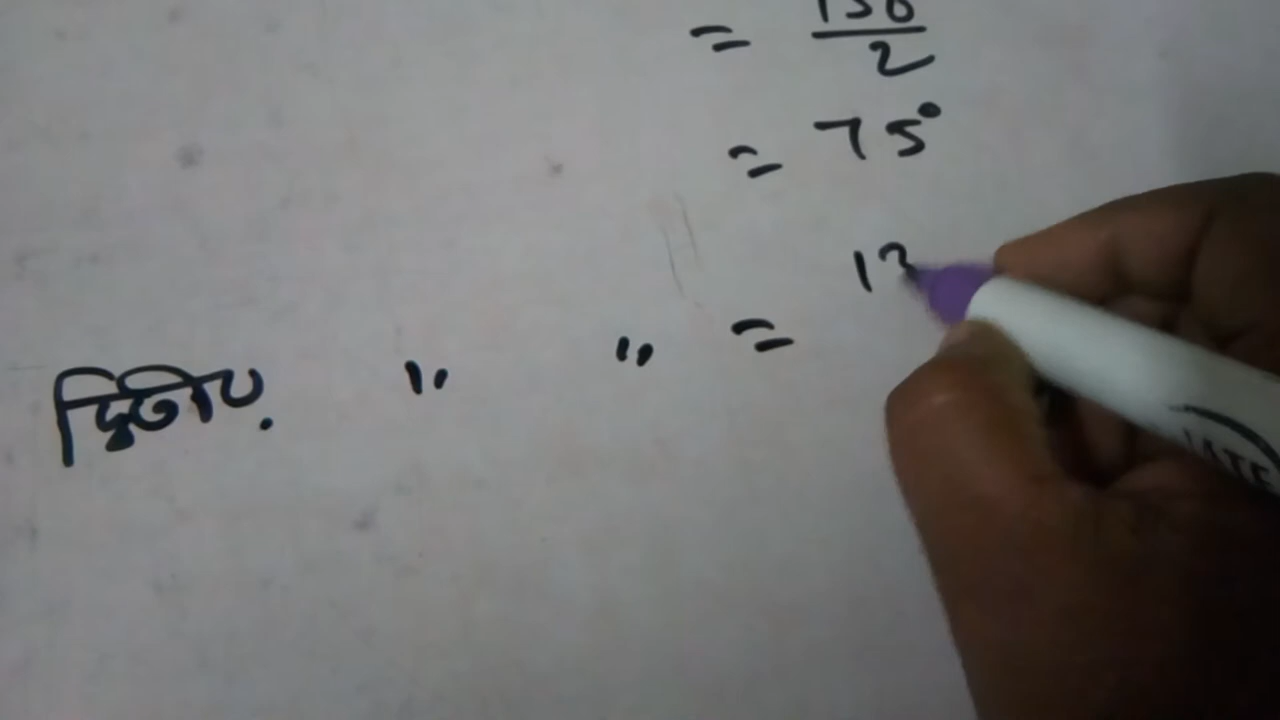 = 150/2
= 75°
দ্বিতীয়. " " = 13